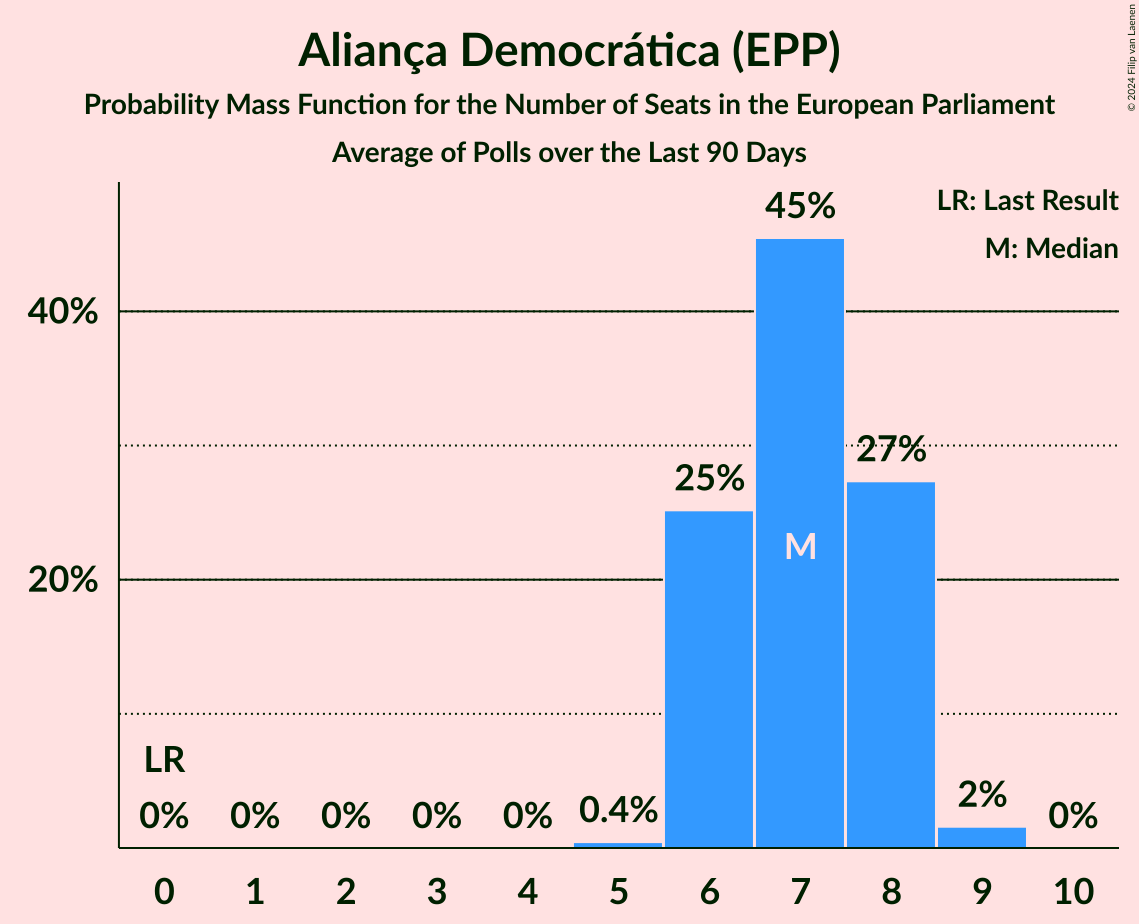 Aliança Democrática (EPP)
Probability Mass Function for the Number of Seats in the European Parliament
Average of Polls over the Last 90 Days
© 2024 Filip van Laenen
LR: Last Result
M: Median
45%
40%
27%
25%
M
20%
LR
0%
0%
0%
0%
0%
0.4%
2%
0%
0 1 2 3 4 5 6 7 8 9 10